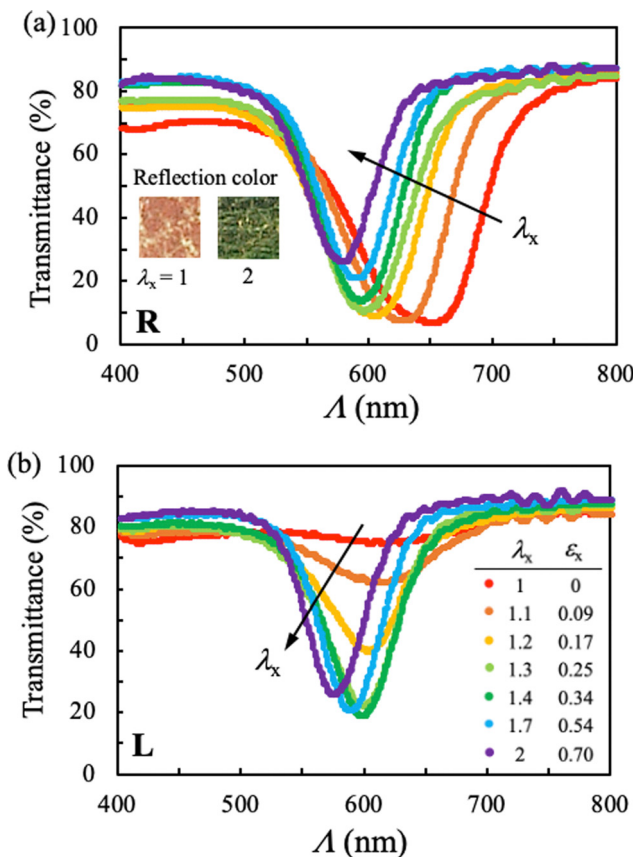 (a)
100
80
60
40
20
0
Transmittance (%)
Reflection color
λx = 1 2
λx
R
400 500 600 700 800
Λ (nm)
(b)
100
80
60
40
20
0
Transmittance (%)
λx
λx εx
1 0
1.1 0.09
1.2 0.17
1.3 0.25
1.4 0.34
1.7 0.54
2 0.70
L
400 500 600 700 800
Λ (nm)